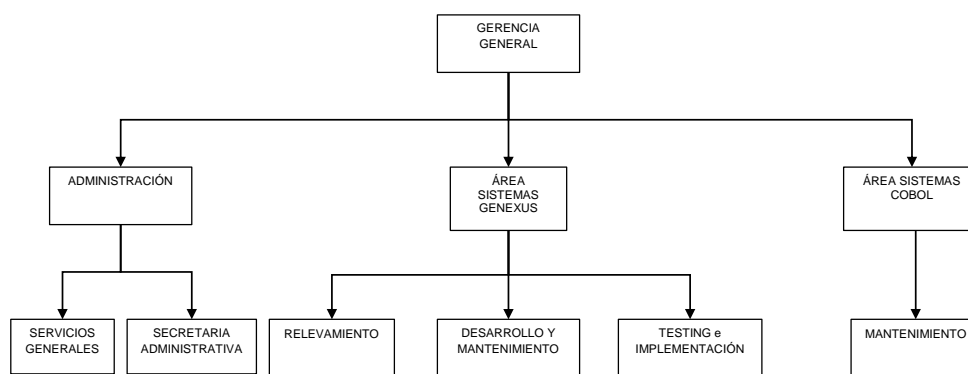 GERENCIA
GENERAL
ADMINISTRACIÓN
ÁREA
SISTEMAS
GENEXUS
ÁREA SISTEMAS
COBOL
SERVICIOS
GENERALES
SECRETARIA
ADMINISTRATIVA
RELEVAMIENTO
DESARROLLO Y
MANTENIMIENTO
TESTING e
IMPLEMENTACIÓN
MANTENIMIENTO